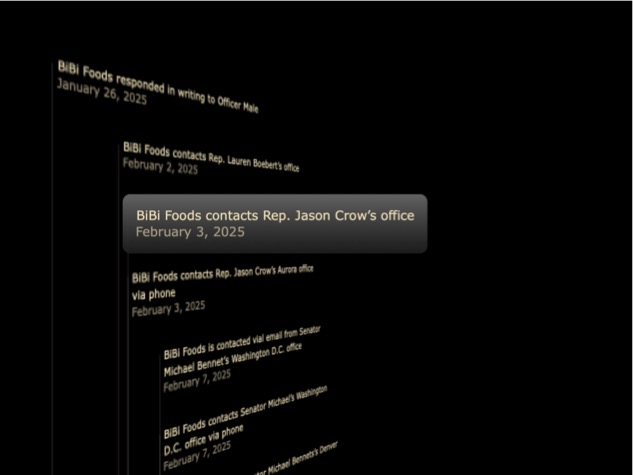 BiBi Foods responded in writing to Officer Male
January 26, 2025
BiBi Foods contacts Rep. Lauren Boebert's office
February 2, 2025
BiBi Foods contacts Rep. Jason Crow's office
February 3, 2025
BiBi Foods contacts Rep. Jason Crow's Aurora office
via phone
February 3, 2025
BiBi Foods is contacted vial email from Senator
Michael Bennet's Washington D.C. office
February 7, 2025
BiBi Foods contacts Senator Michael's Washington
D.C. office via phone
February 7, 2025
Michael Bennets's Denver